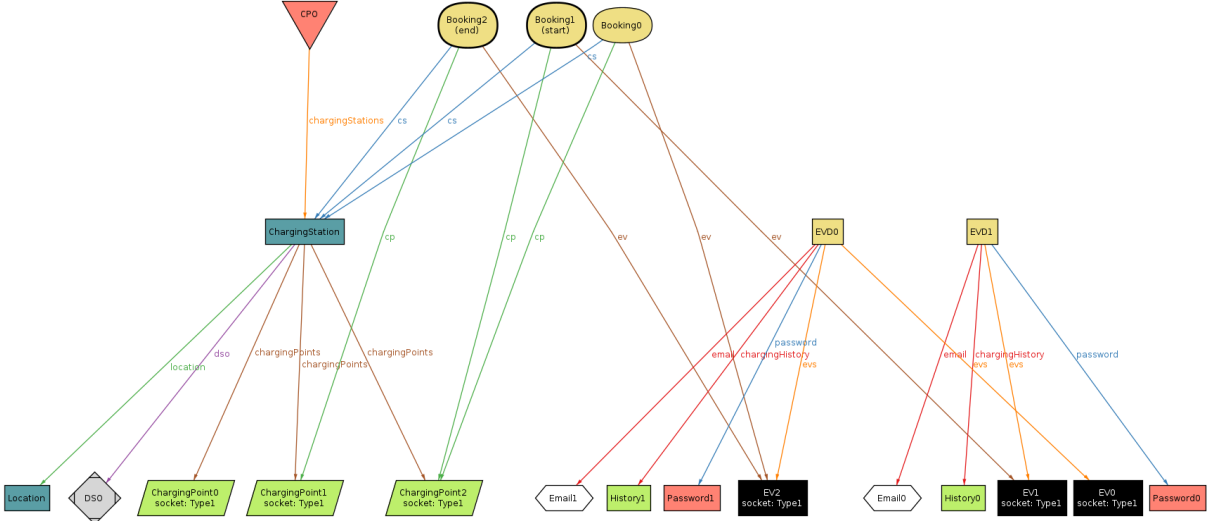 CPO
Booking2
(end)
Booking1
(start)
Booking0
cs
chargingStations
cs
cs
ChargingStation
cp
cp
cp
ev
ev
ev
EVD0
EVD1
password
email
chargingHistory
evs
email
chargingHistory
evs
evs
password
dso
location
chargingPoints
chargingPoints
chargingPoints
Location
DSO
ChargingPoint0
socket: Type1
ChargingPoint1
socket: Type1
ChargingPoint2
socket: Type1
Email1
History1
Password1
EV2
socket: Type1
Email0
History0
EV1
socket: Type1
EV0
socket: Type1
Password0